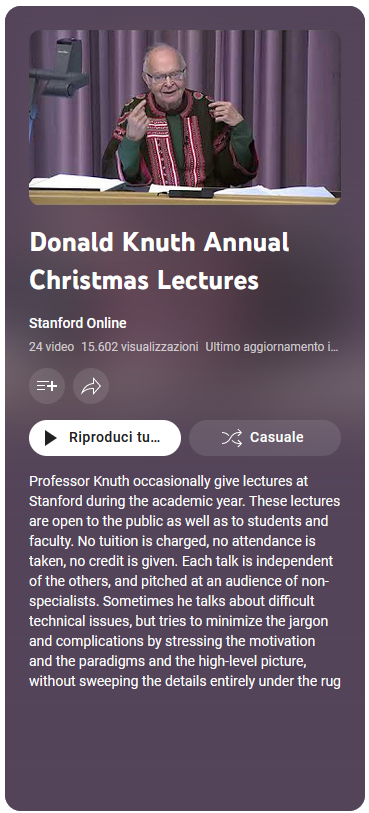 Donald Knuth Annual
Christmas Lectures
Stanford Online
24 video 15.602 visualizzazioni Ultimo aggiornamento i...
Riproduci tu... Casuale
Professor Knuth occasionally give lectures at
Stanford during the academic year. These lectures
are open to the public as well as to students and
faculty. No tuition is charged, no attendance is
taken, no credit is given. Each talk is independent
of the others, and pitched at an audience of non-
specialists. Sometimes he talks about difficult
technical issues, but tries to minimize the jargon
and complications by stressing the motivation
and the paradigms and the high-level picture,
without sweeping the details entirely under the rug